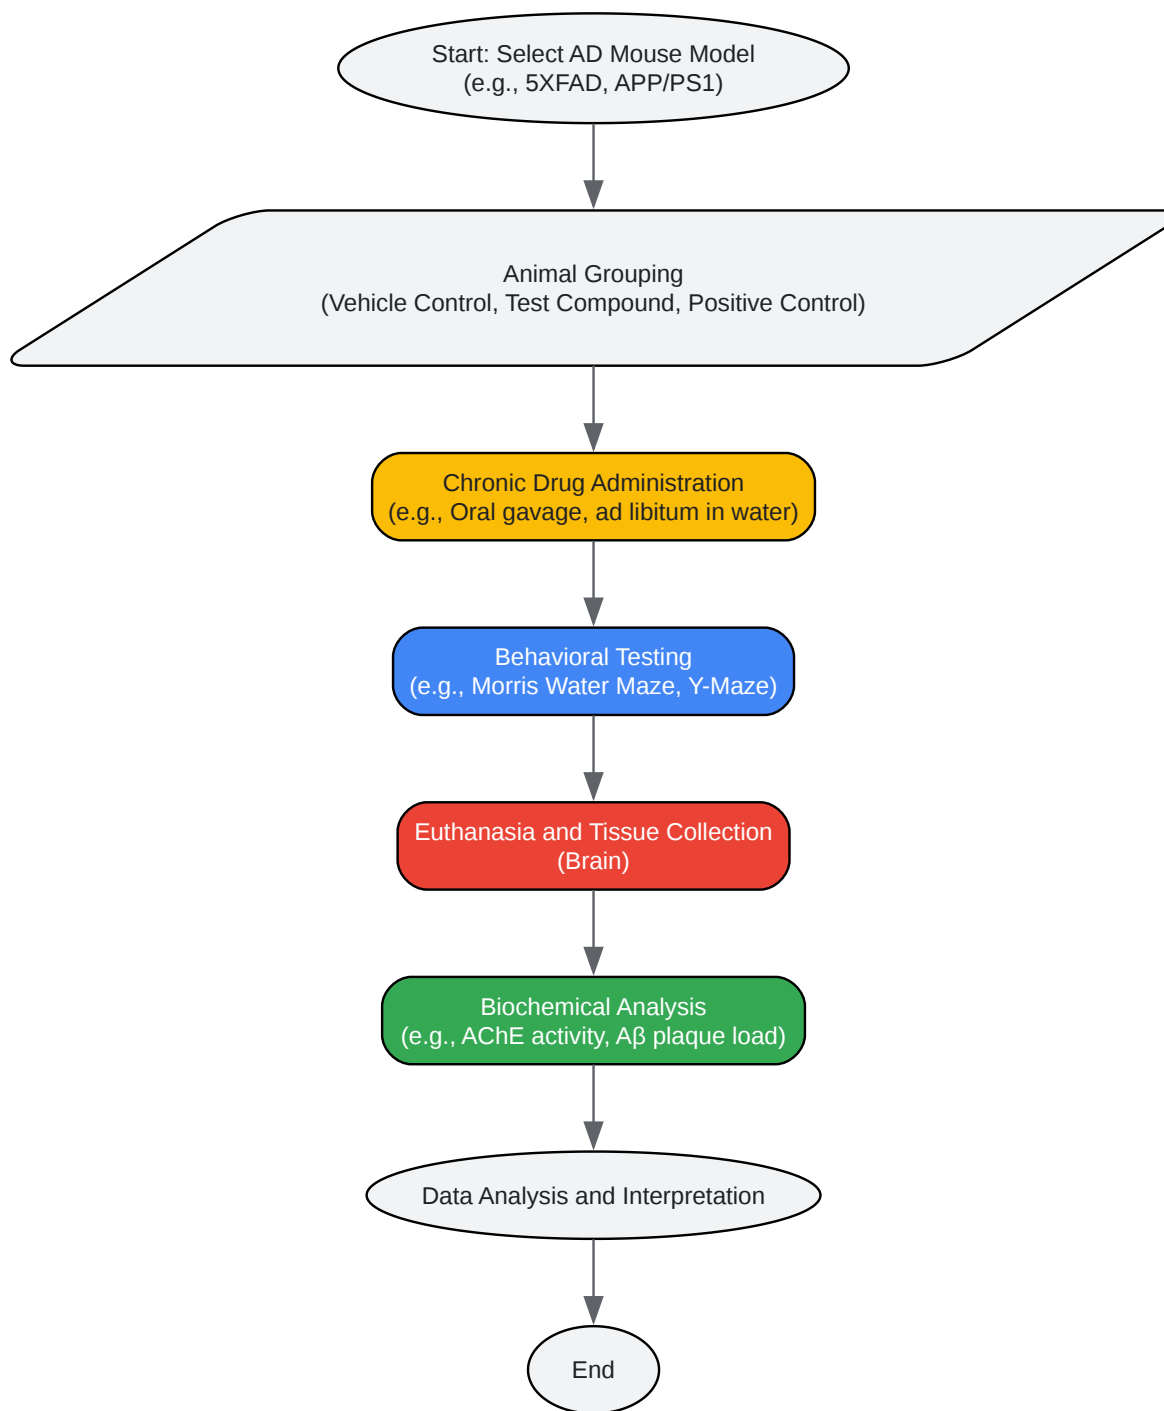 Start: Select AD Mouse Model
(e.g., 5XFAD, APP/PS1)
Animal Grouping
(Vehicle Control, Test Compound, Positive Control)
Chronic Drug Administration
(e.g., Oral gavage, ad libitum in water)
Behavioral Testing
(e.g., Morris Water Maze, Y-Maze)
Euthanasia and Tissue Collection
(Brain)
Biochemical Analysis
(e.g., AChE activity, Aβ plaque load)
Data Analysis and Interpretation
End